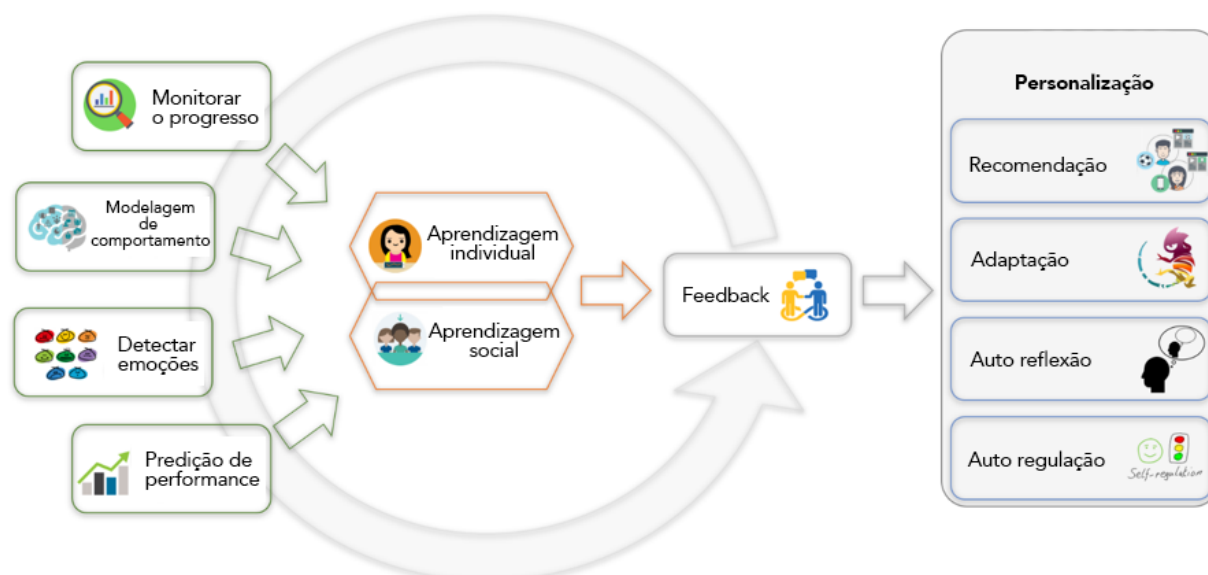 Monitorar
o progresso
Modelagem
de
comportamento
Detectar
emoções
Predição de
performance
Aprendizagem
individual
Aprendizagem
social
Feedback
Personalização
Recomendação
Adaptação
Auto reflexão
Auto regulação
Self-regulation